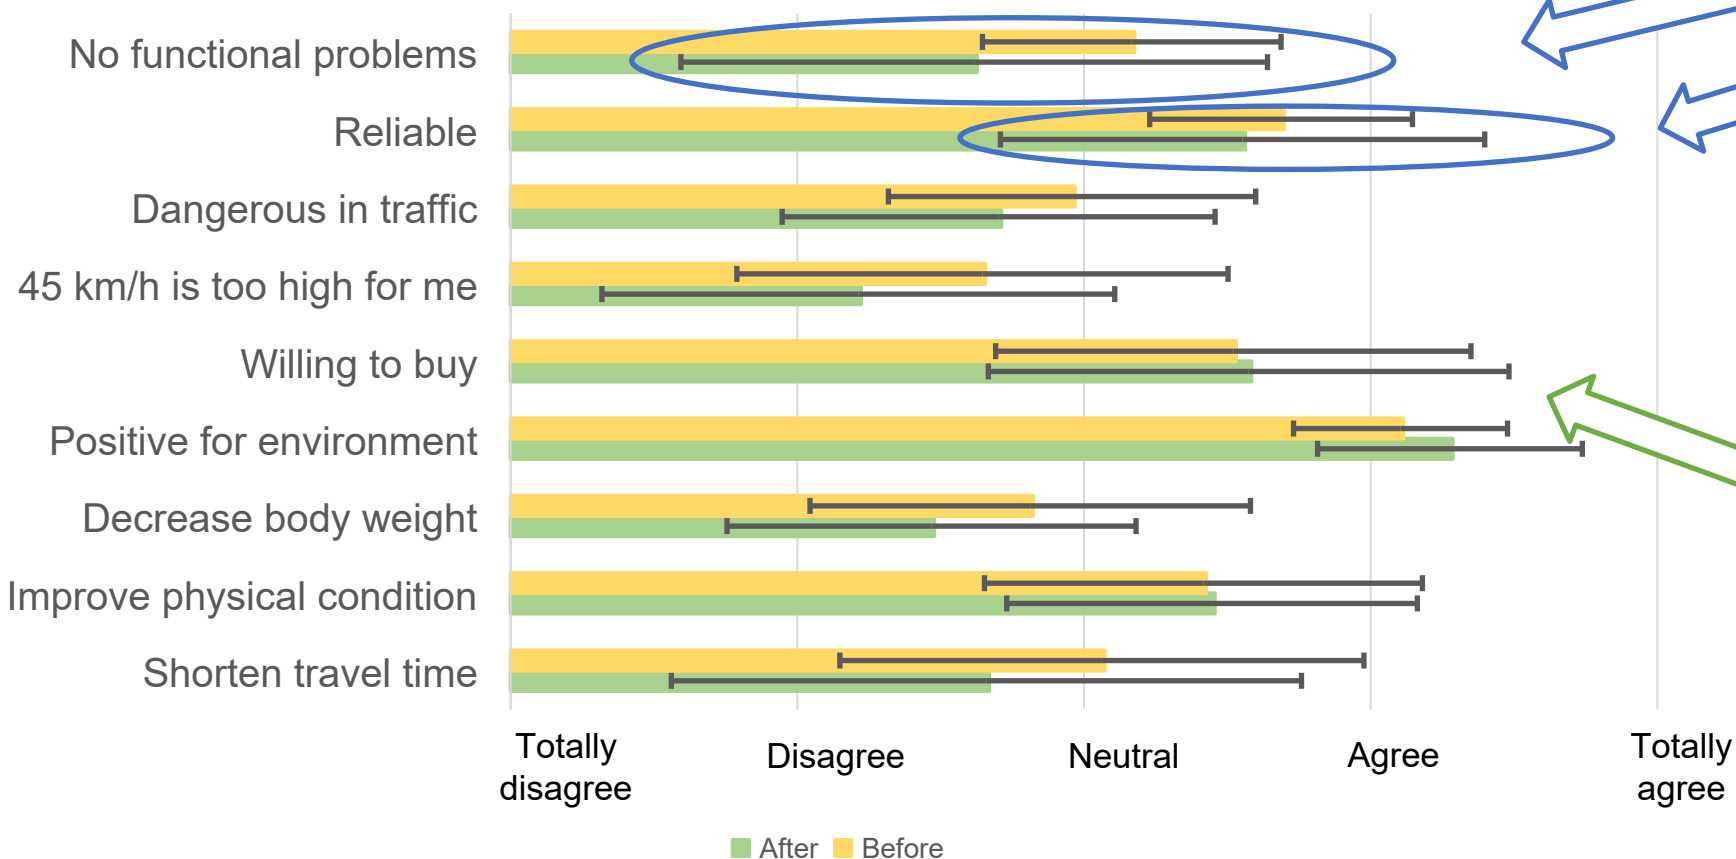 No functional problems
Reliable
Dangerous in traffic
45 km/h is too high for me
Willing to buy
Positive for environment
Decrease body weight
Improve physical condition
Shorten travel time
Totally
disagree
Disagree
Neutral
Agree
Totally
agree
After
Before